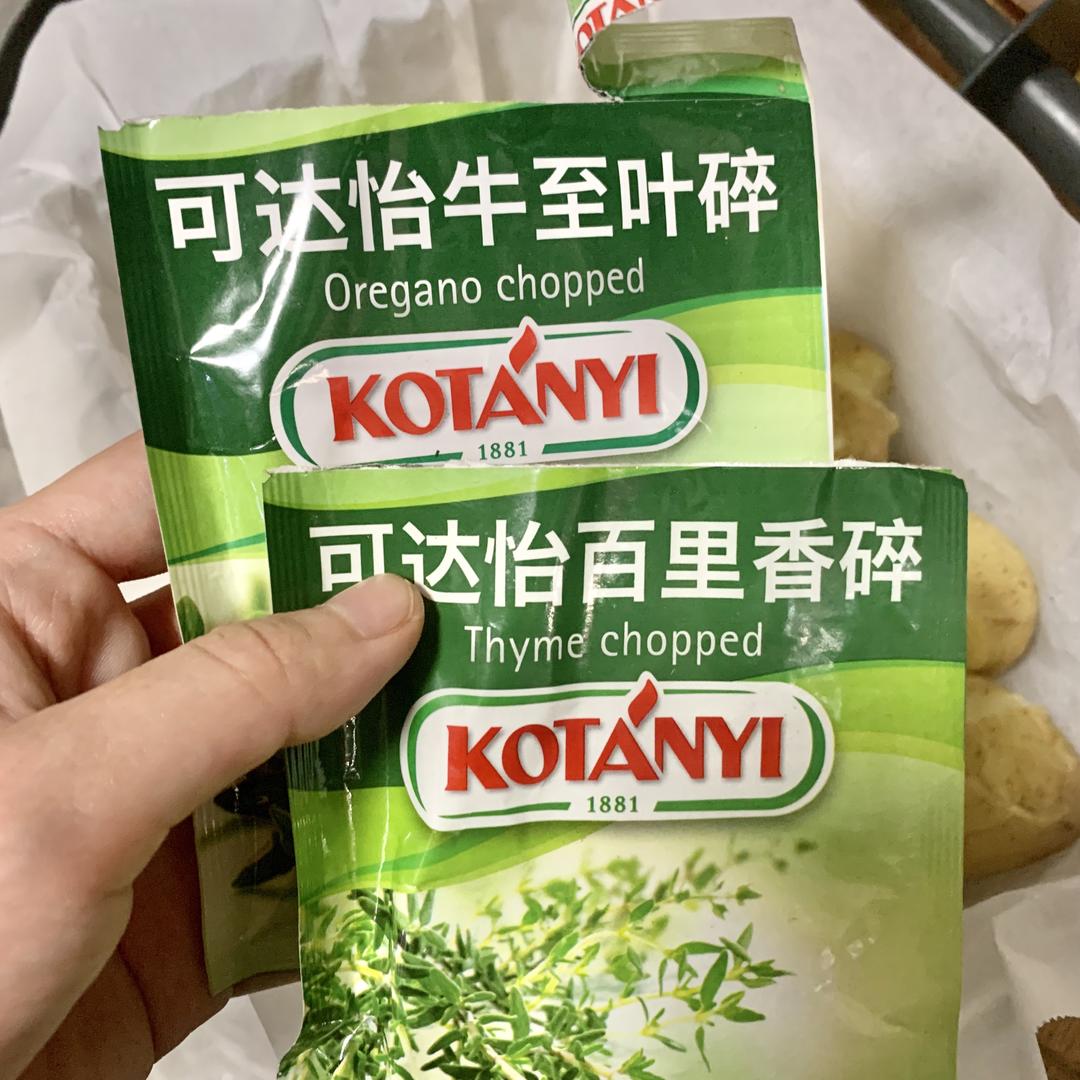 可达怡牛至叶碎
Oregano chopped
KOTÁNYI
1881
可达怡百里香碎
Thyme chopped
KOTÁNYI
1881